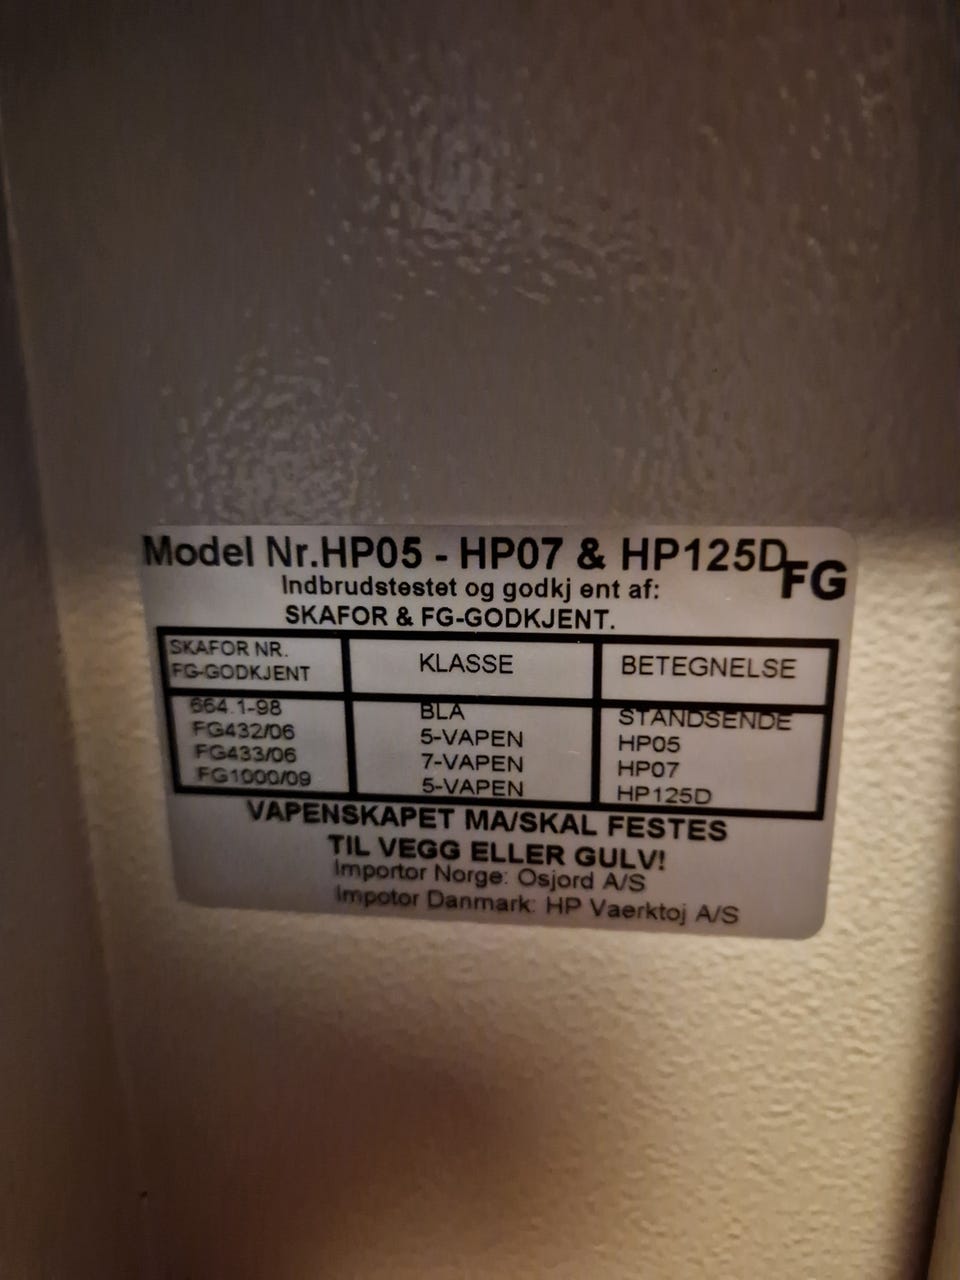 Model Nr.HP05 - HP07 & HP125D FG
Indbrudstestet og godkj ent af:
SKAFOR & FG-GODKJENT.
SKAFOR NR. FG-GODKJENT KLASSE BETEGNELSE
664.1-98 BLA STANDSENDE
FG432/06 5-VAPEN HP05
FG433/06 7-VAPEN HP07
FG1000/09 5-VAPEN HP125D
VAPENSKAPET MA/SKAL FESTES
TIL VEGG ELLER GULV!
Importor Norge: Osjord A/S
Impotor Danmark: HP Vaerktoj A/S